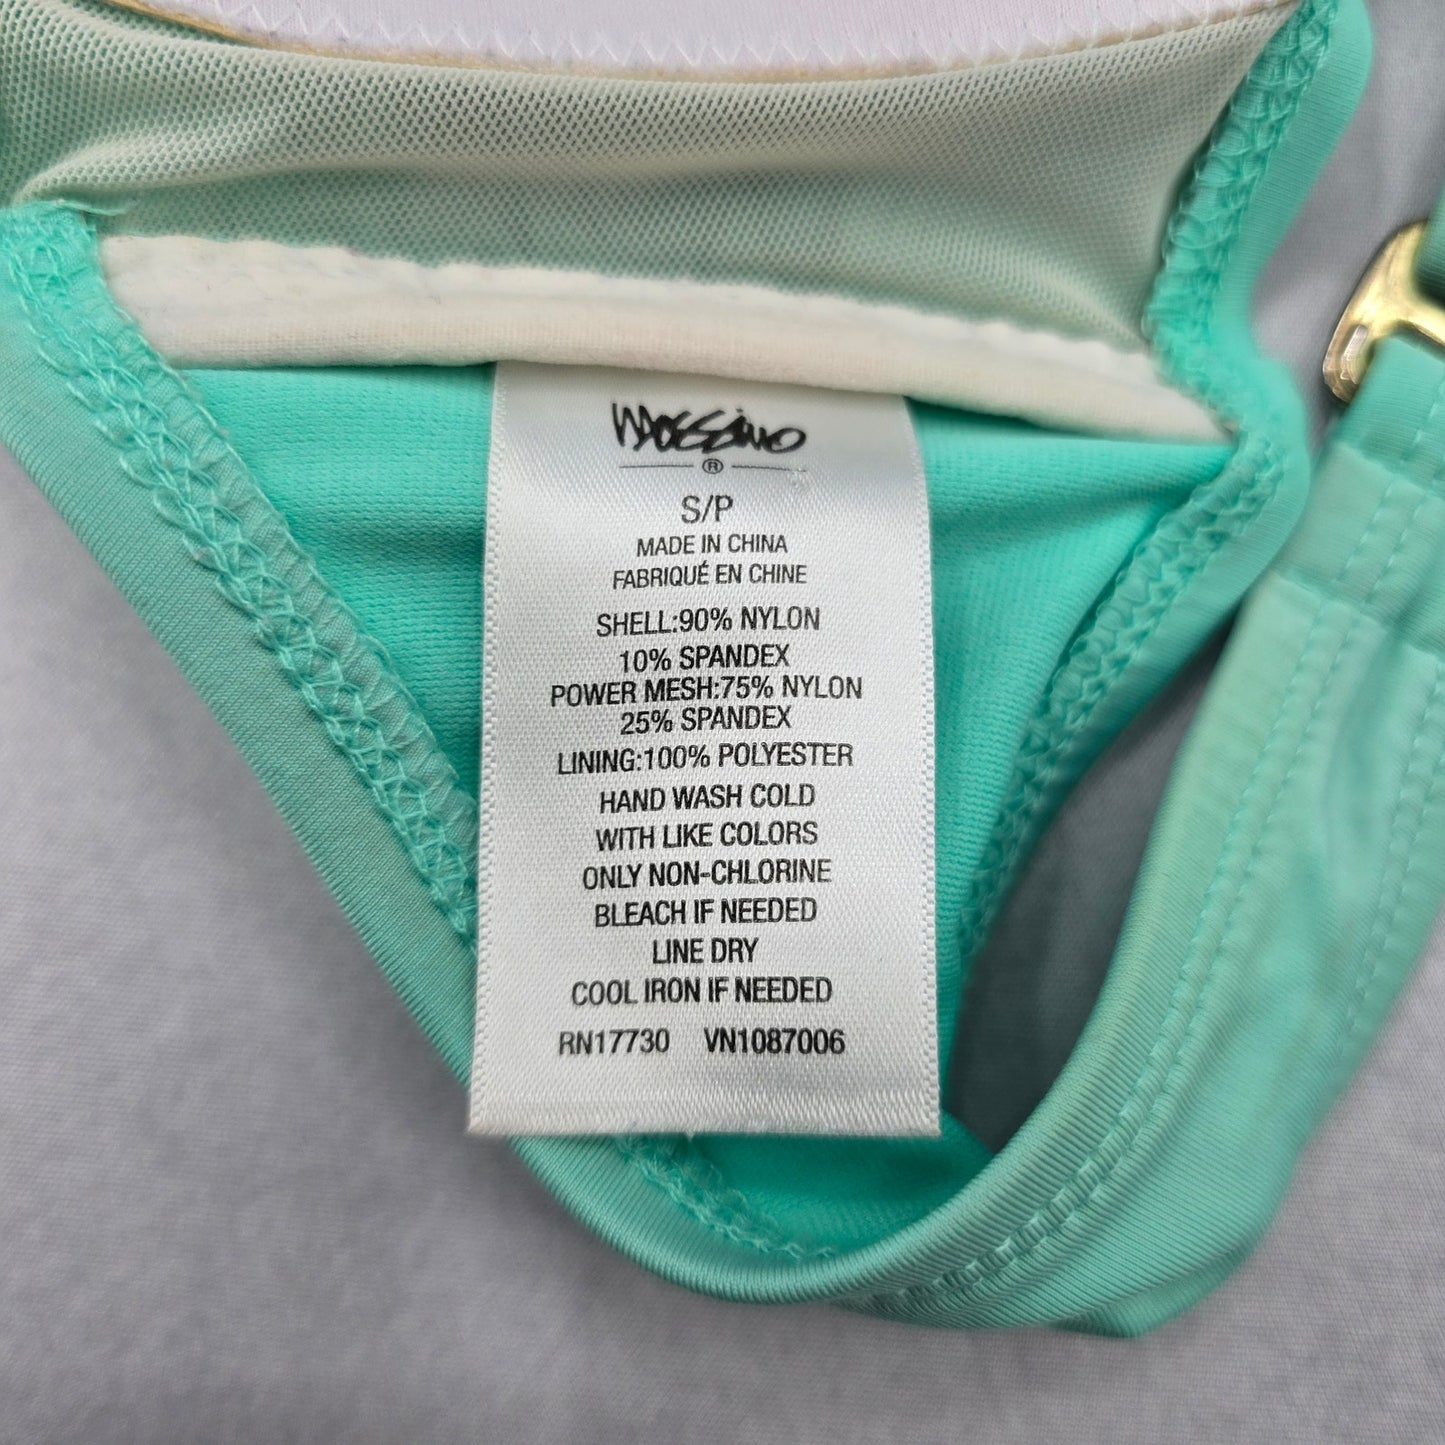 Mossimo
®
S/P
MADE IN CHINA
FABRIQUÉ EN CHINE
SHELL:90% NYLON
10% SPANDEX
POWER MESH:75% NYLON
25% SPANDEX
LINING:100% POLYESTER
HAND WASH COLD
WITH LIKE COLORS
ONLY NON-CHLORINE
BLEACH IF NEEDED
LINE DRY
COOL IRON IF NEEDED
RN17730 VN1087006